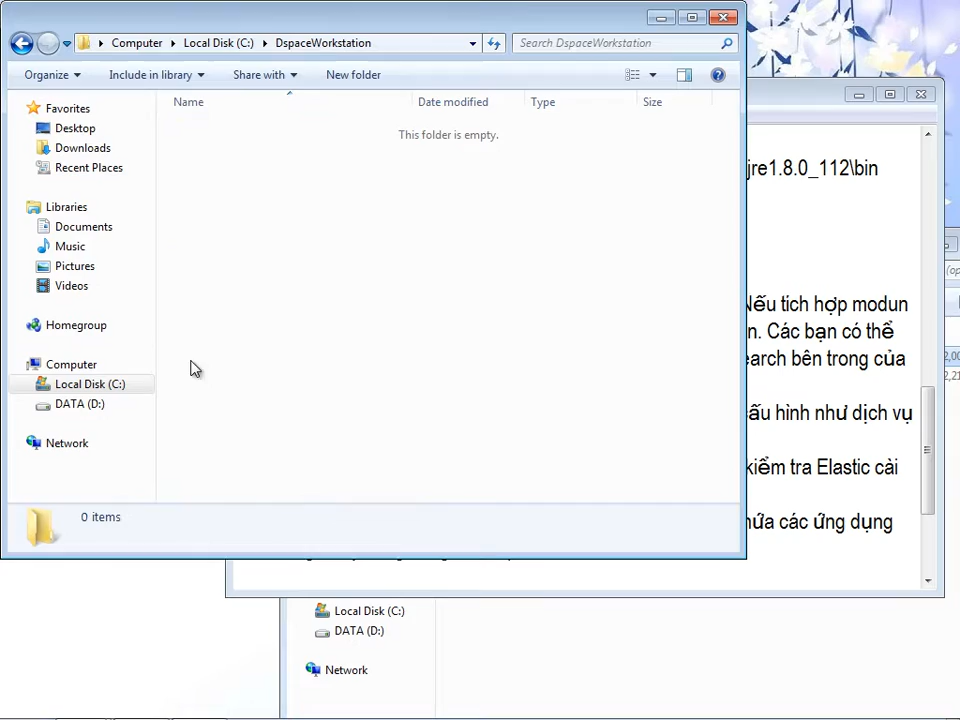 Computer Local Disk (C:) DspaceWorkstation
Search DspaceWorkstation
Organize Include in library Share with New folder
Name Date modified Type Size
This folder is empty.
Favorites
Desktop
Downloads
Recent Places
Libraries
Documents
Music
Pictures
Videos
Homegroup
Computer
Local Disk (C:)
DATA (D:)
Network
0 items
jre1.8.0_112\bin
Nếu tích hợp modun
n. Các bạn có thể
earch bên trong của
cấu hình như dịch vụ
kiểm tra Elastic cài
hứa các ứng dụng
Local Disk (C:)
DATA (D:)
Network